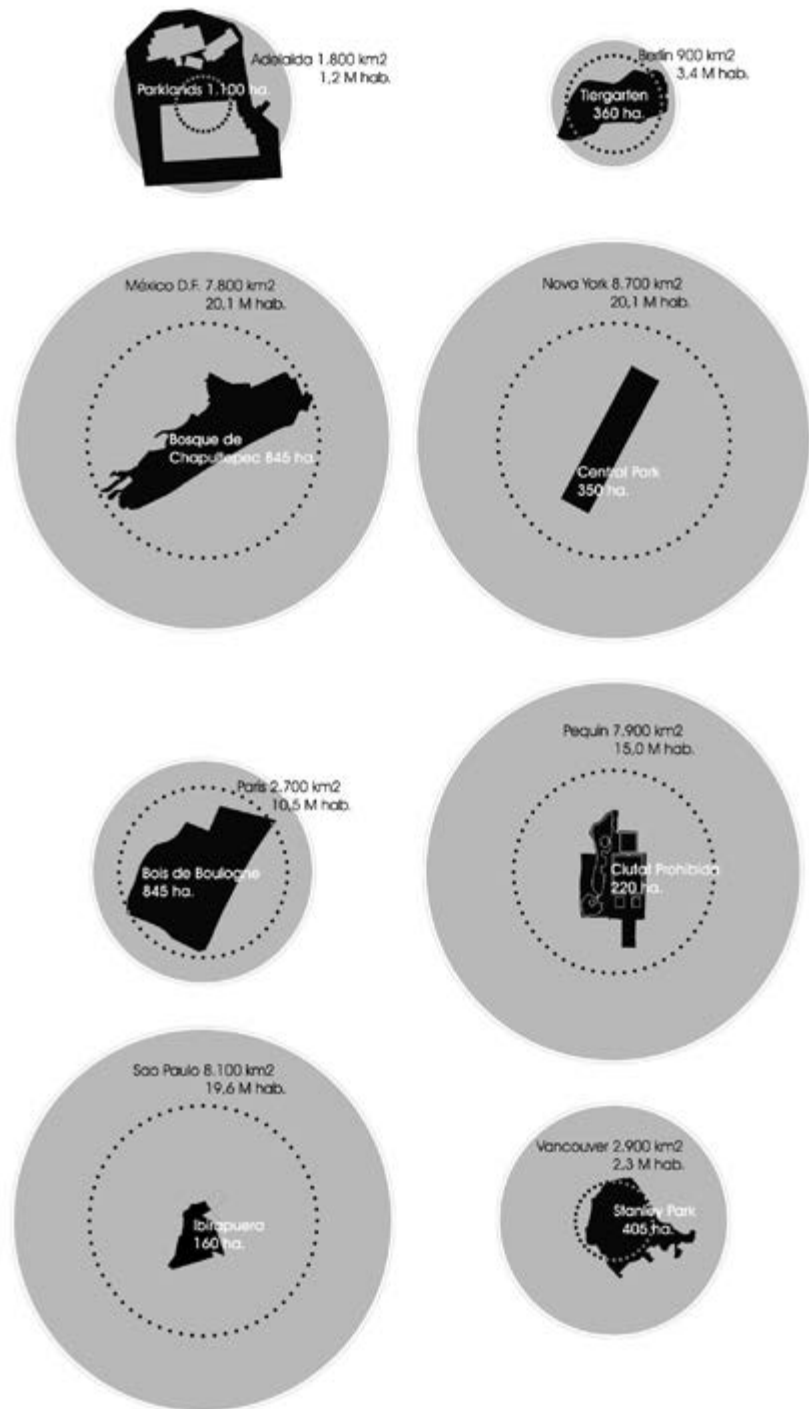 Adelaida 1.800 km2
1,2 M hab.
Parklands 1.100 ha.
Berlín 900 km2
3,4 M hab.
Tiergarten
360 ha.
México D.F. 7.800 km2
20,1 M hab.
Bosque de
Chapultepec 845 ha.
Nova York 8.700 km2
20,1 M hab.
Central Park
350 ha.
París 2.700 km2
10,5 M hab.
Bois de Boulogne
845 ha.
Pequín 7.900 km2
15,0 M hab.
Ciutat Prohibida
220 ha.
Sao Paulo 8.100 km2
19,6 M hab.
Ibirapuera
160 ha.
Vancouver 2.900 km2
2,3 M hab.
Stanley Park
405 ha.